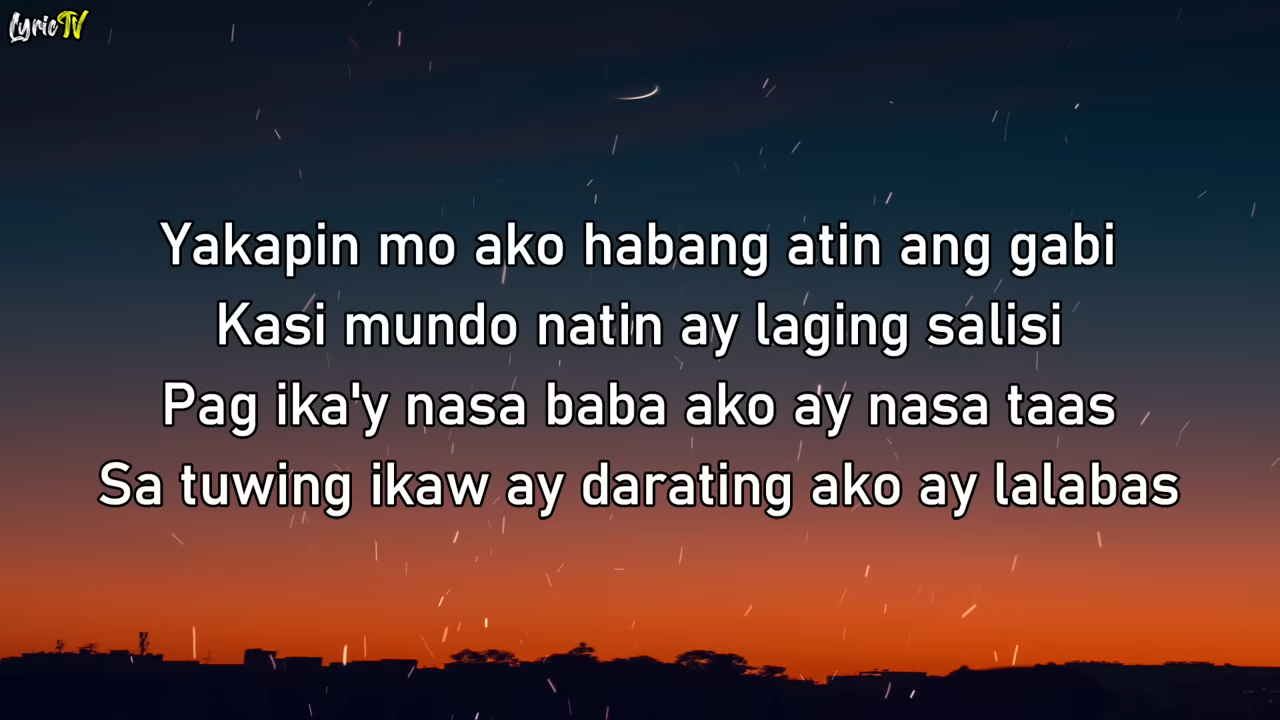 LyricTV
Yakapin mo ako habang atin ang gabi
Kasi mundo natin ay laging salisi
Pag ika'y nasa baba ako ay nasa taas
Sa tuwing ikaw ay darating ako ay lalabas